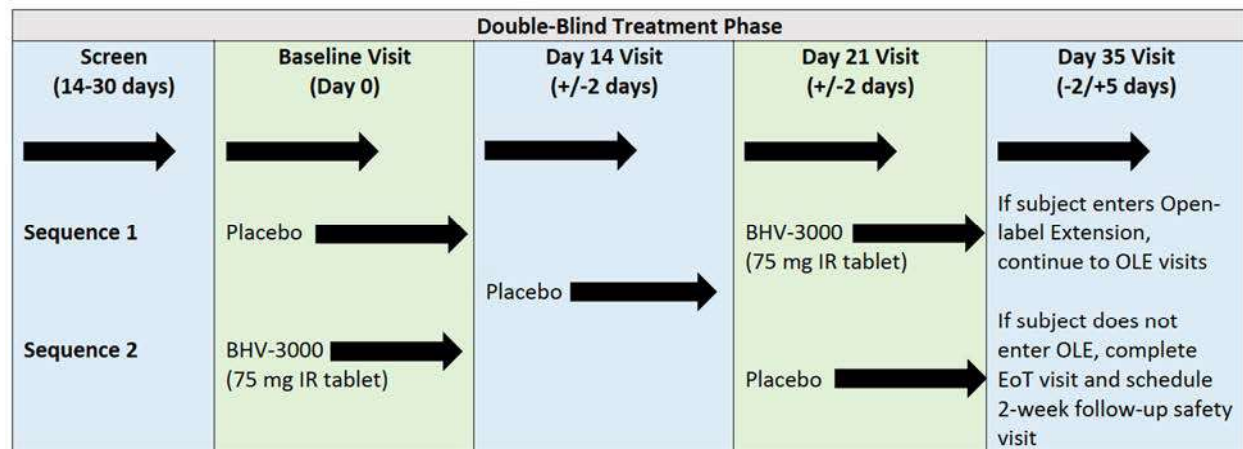 Double-Blind Treatment Phase
Screen
(14-30 days)
Baseline Visit
(Day 0)
Day 14 Visit
(+/-2 days)
Day 21 Visit
(+/-2 days)
Day 35 Visit
(-2/+5 days)
Sequence 1
Placebo
BHV-3000
(75 mg IR tablet)
If subject enters Open-
label Extension,
continue to OLE visits
Placebo
Sequence 2
BHV-3000
(75 mg IR tablet)
Placebo
If subject does not
enter OLE, complete
EoT visit and schedule
2-week follow-up safety
visit